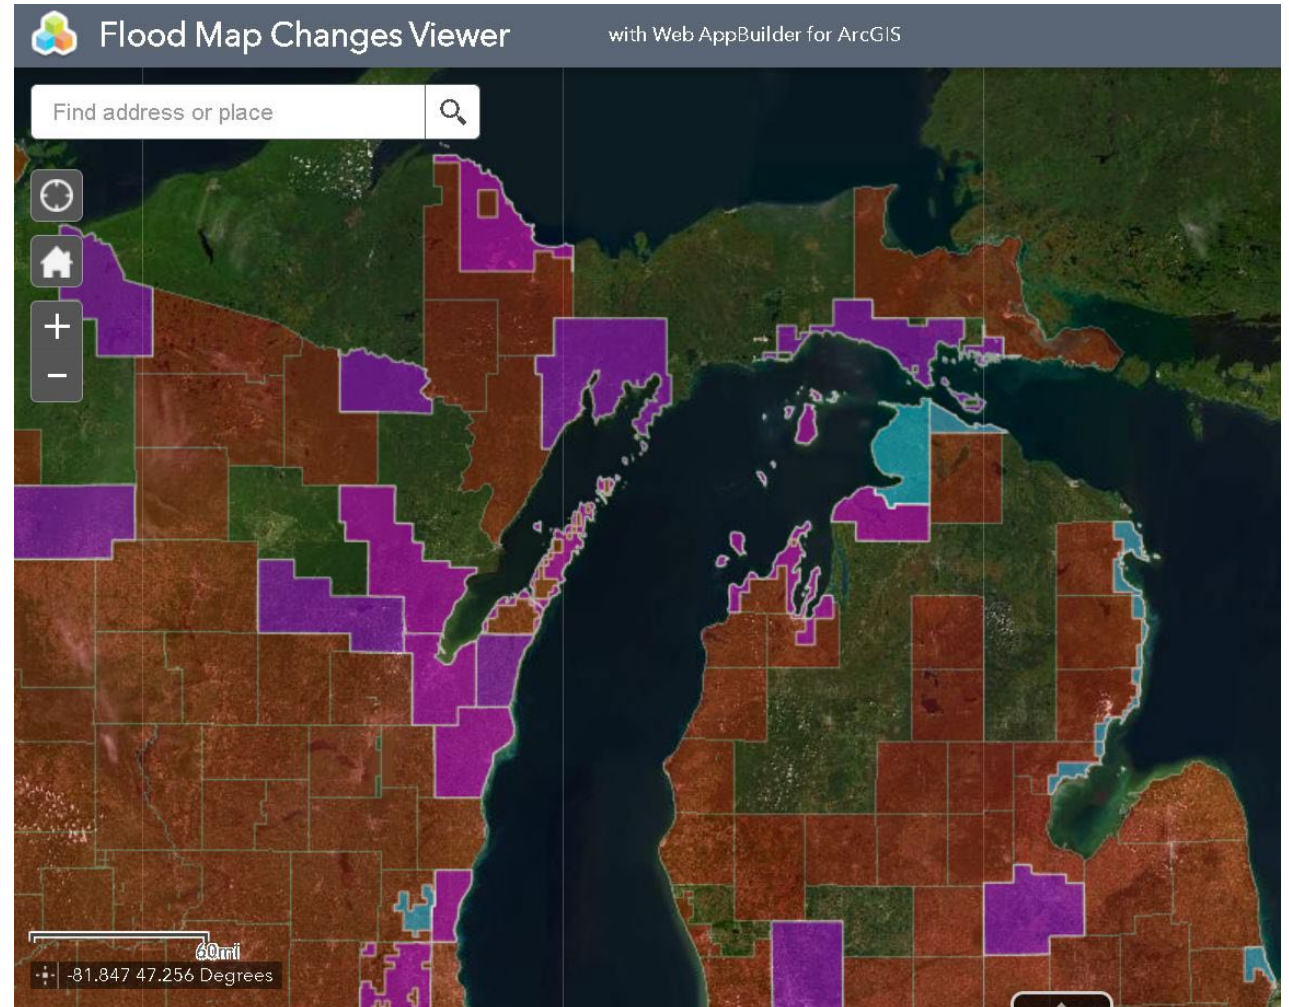 Flood Map Changes Viewer
with Web AppBuilder for ArcGIS
Find address or place
+
−
60mi
-81.847 47.256 Degrees